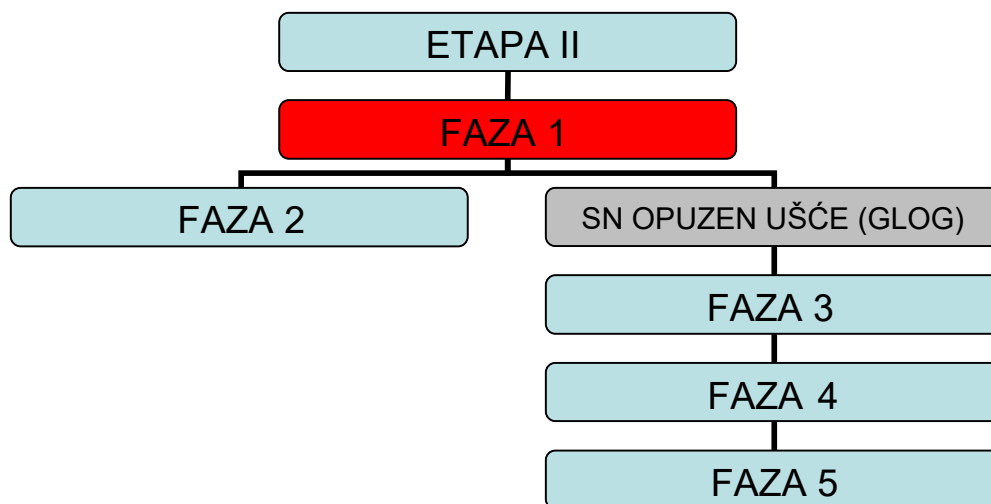 ETAPA II
FAZA 1
FAZA 2
SN OPUZEN UŠĆE (GLOG)
FAZA 3
FAZA 4
FAZA 5